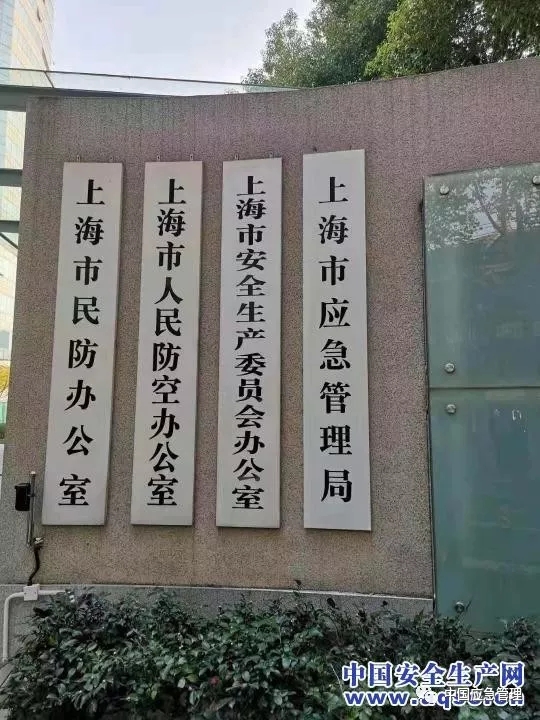 上海市民防办公室
上海市人民防空办公室
上海市安全生产委员会办公室
上海市应急管理局
中国安全生产网
中国应急管理